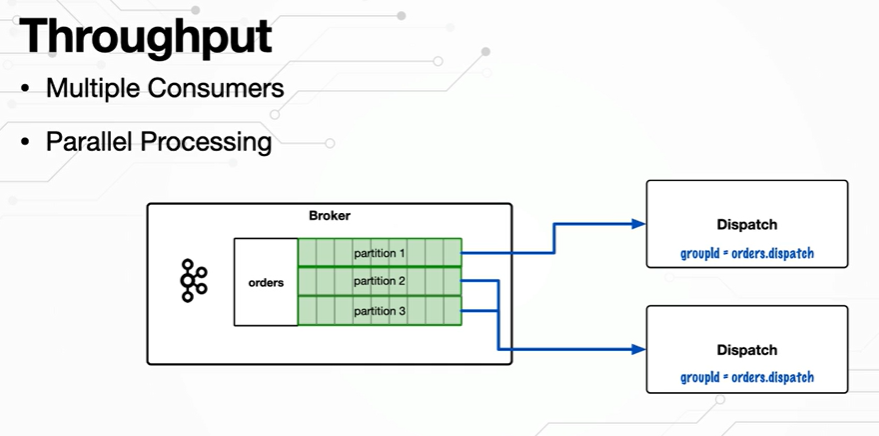 Throughput
• Multiple Consumers
• Parallel Processing
Broker
orders
partition 1
partition 2
partition 3
Dispatch
groupId = orders.dispatch
Dispatch
groupId = orders.dispatch